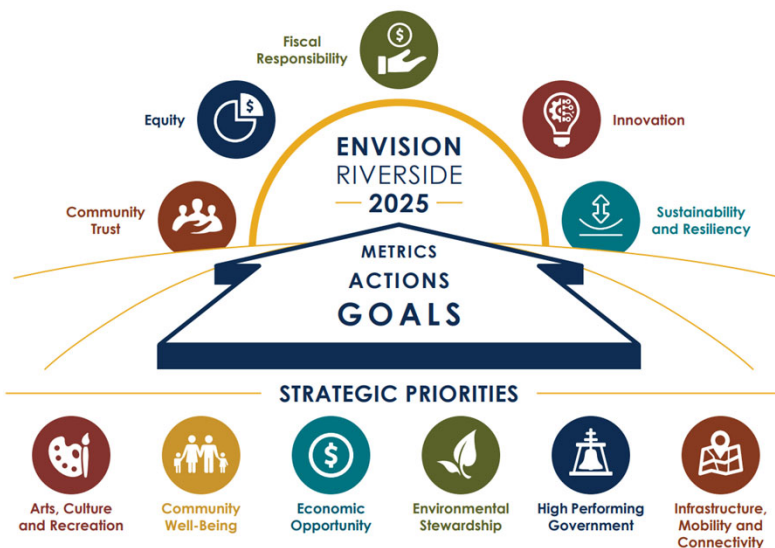 Fiscal
Responsibility
$
Equity
$
Innovation
ENVISION
RIVERSIDE
2025
Community
Trust
Sustainability
and Resiliency
METRICS
ACTIONS
GOALS
STRATEGIC PRIORITIES
$
Arts, Culture
and Recreation
Community
Well-Being
Economic
Opportunity
Environmental
Stewardship
High Performing
Government
Infrastructure,
Mobility and
Connectivity